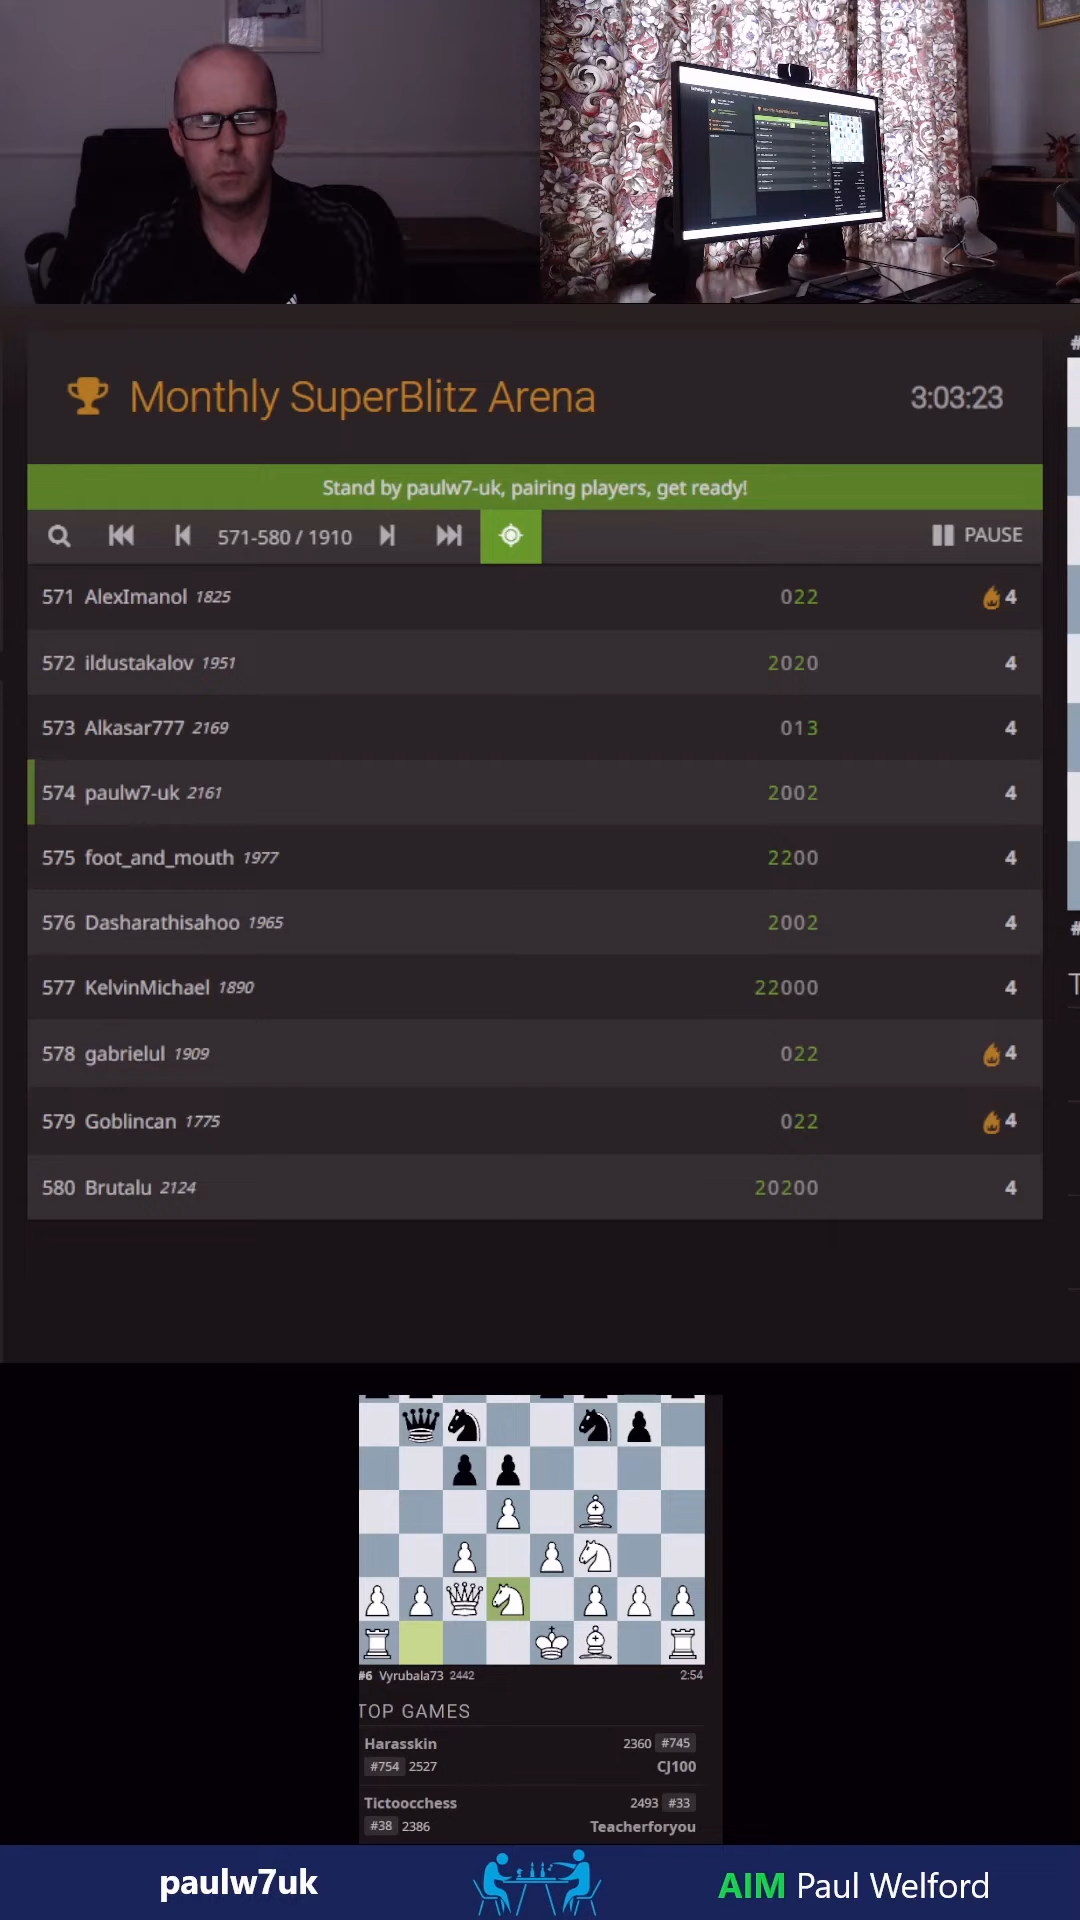 Monthly SuperBlitz Arena 3:03:23
Stand by paulw7-uk, pairing players, get ready!
571-580 / 1910 PAUSE
571 AlexImanol 1825 022 4
572 ildustakalov 1951 2020 4
573 Alkasar777 2169 013 4
574 paulw7-uk 2161 2002 4
575 foot_and_mouth 1977 2200 4
576 Dasharathisahoo 1965 2002 4
577 KelvinMichael 1890 22000 4
578 gabrielul 1909 022 4
579 Goblincan 1775 022 4
580 Brutalu 2124 20200 4
#6 Vyrubala73 2442 2:54
TOP GAMES
Harasskin 2360 #745
#754 2527 CJ100
Tictoocchess 2493 #33
#38 2386 Teacherforyou
paulw7uk AIM Paul Welford